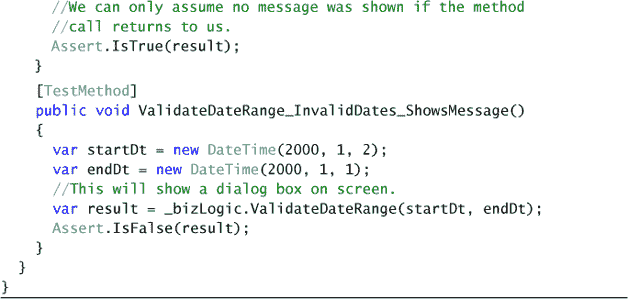 //We can only assume no message was shown if the method
//call returns to us.
Assert.IsTrue(result);
}
[TestMethod]
public void ValidateDateRange_InvalidDates_ShowsMessage()
{
var startDt = new DateTime(2000, 1, 2);
var endDt = new DateTime(2000, 1, 1);
//This will show a dialog box on screen.
var result = _bizLogic.ValidateDateRange(startDt, endDt);
Assert.IsFalse(result);
}
}
}